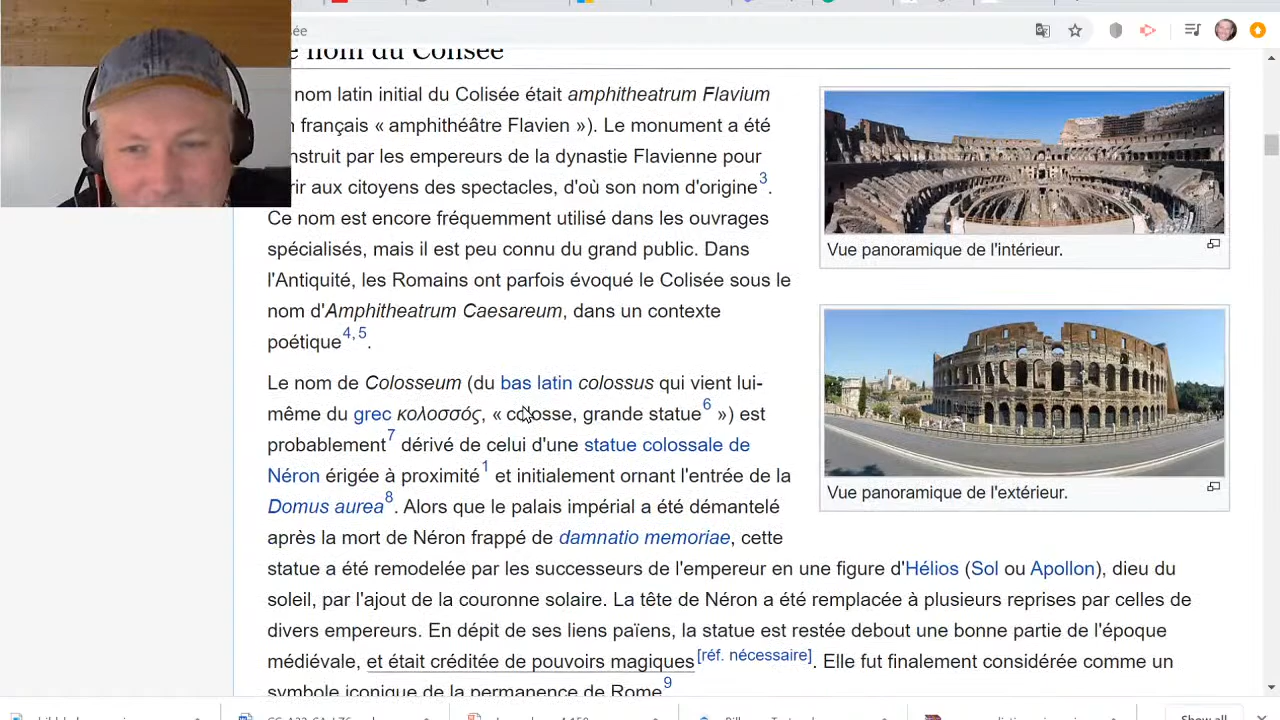 ée
e nom du Colisée
nom latin initial du Colisée était amphitheatrum Flavium
français « amphithéâtre Flavien »). Le monument a été
nstruit par les empereurs de la dynastie Flavienne pour
rir aux citoyens des spectacles, d'où son nom d'origine3.
Ce nom est encore fréquemment utilisé dans les ouvrages
spécialisés, mais il est peu connu du grand public. Dans
l'Antiquité, les Romains ont parfois évoqué le Colisée sous le
nom d'Amphitheatrum Caesareum, dans un contexte
poétique4, 5.
Le nom de Colosseum (du bas latin colossus qui vient lui-
même du grec κολοσσός, « colosse, grande statue6 ») est
probablement7 dérivé de celui d'une statue colossale de
Néron érigée à proximité1 et initialement ornant l'entrée de la
Domus aurea8. Alors que le palais impérial a été démantelé
après la mort de Néron frappé de damnatio memoriae, cette
statue a été remodelée par les successeurs de l'empereur en une figure d'Hélios (Sol ou Apollon), dieu du
soleil, par l'ajout de la couronne solaire. La tête de Néron a été remplacée à plusieurs reprises par celles de
divers empereurs. En dépit de ses liens païens, la statue est restée debout une bonne partie de l'époque
médiévale, et était créditée de pouvoirs magiques[réf. nécessaire]. Elle fut finalement considérée comme un
symbole iconique de la permanence de Rome9
Vue panoramique de l'intérieur.
Vue panoramique de l'extérieur.
Show all